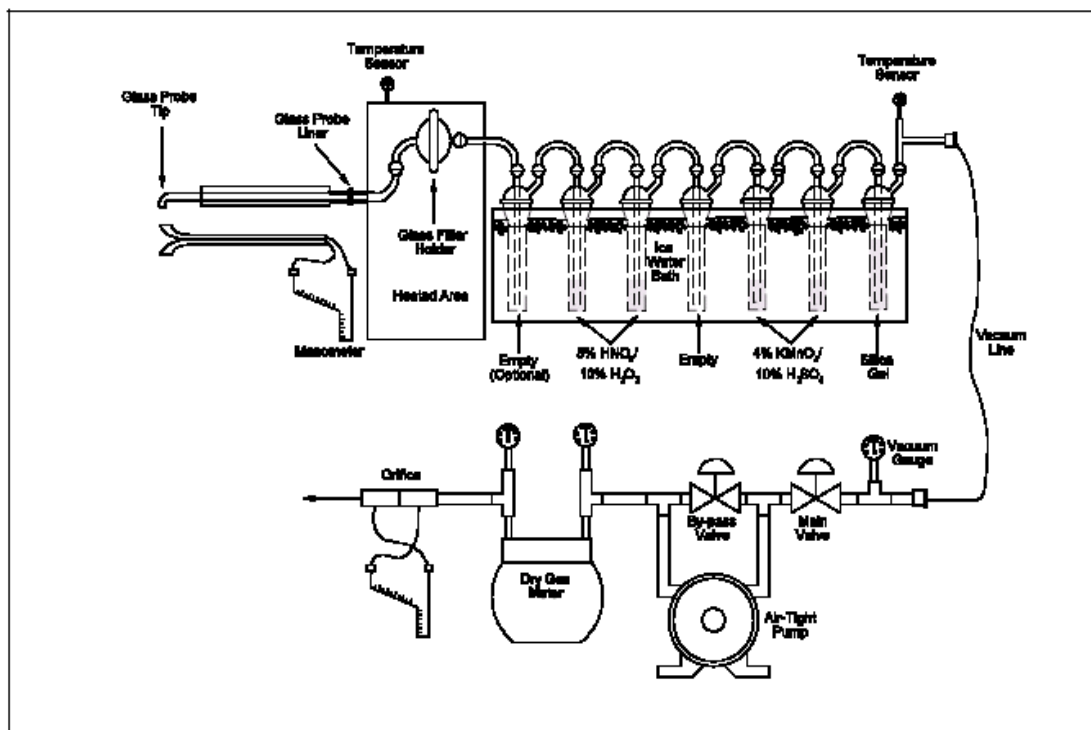 Temperature
Sensor
Temperature
Sensor
Glass Probe
Tip
Glass Probe
Liner
Glass Filter
Holder
Heated Area
Ice
Water
Bath
Manometer
Empty
(Optional)
5% HNO₃/
10% H₂O₂
Empty
4% KMnO₄/
10% H₂SO₄
Silica
Gel
Vacuum
Line
T
T
Vacuum
Gauge
Orifice
By-pass
Valve
Main
Valve
Dry Gas
Meter
Air-Tight
Pump